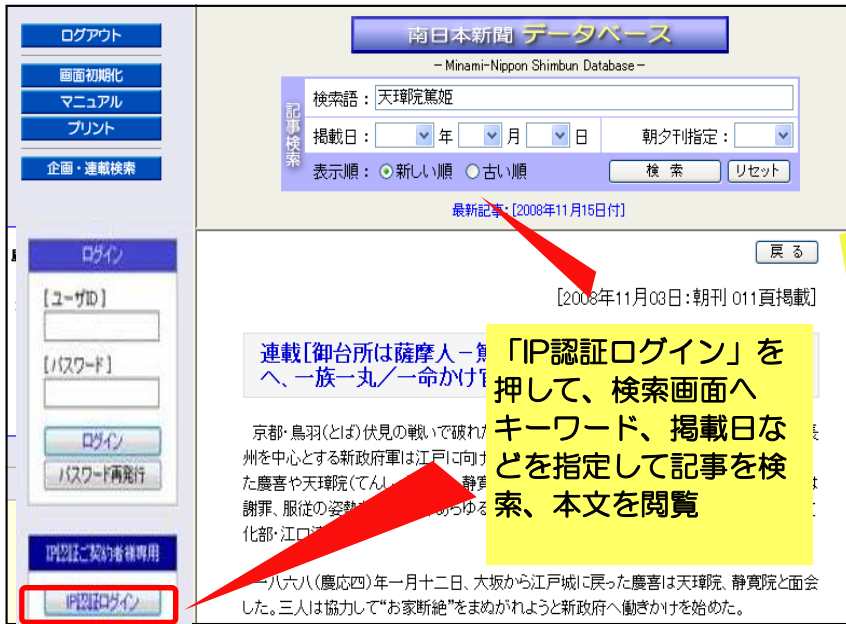 ログアウト
画面初期化
マニュアル
プリント
企画・連載検索
南日本新聞 データベース
－Minami-Nippon Shimbun Database－
記事検索
検索語：天璋院篤姫
掲載日： 年 月 日 朝夕刊指定：
表示順： 新しい順 古い順 検 索 リセット
最新記事:[2008年11月15日付]
戻 る
[2008年11月03日:朝刊 011頁掲載]
ログイン
[ユーザID]
[パスワード]
ログイン
パスワード再発行
IP認証ご契約者様専用
IP認証ログイン
連載[御台所は薩摩人－篤
へ、一族一丸／一命かけ官
京都・鳥羽(とば)伏見の戦いで破れた
州を中心とする新政府軍は江戸に向け
た慶喜や天璋院(てんし 静寛
謝罪、服従の姿勢 らゆる
化部・江口
一八六八(慶応四)年一月十二日、大坂から江戸城に戻った慶喜は天璋院、静寛院と面会
した。三人は協力して“お家断絶”をまぬがれようと新政府へ働きかけを始めた。
「IP認証ログイン」を
押して、検索画面へ
キーワード、掲載日な
どを指定して記事を検
索、本文を閲覧